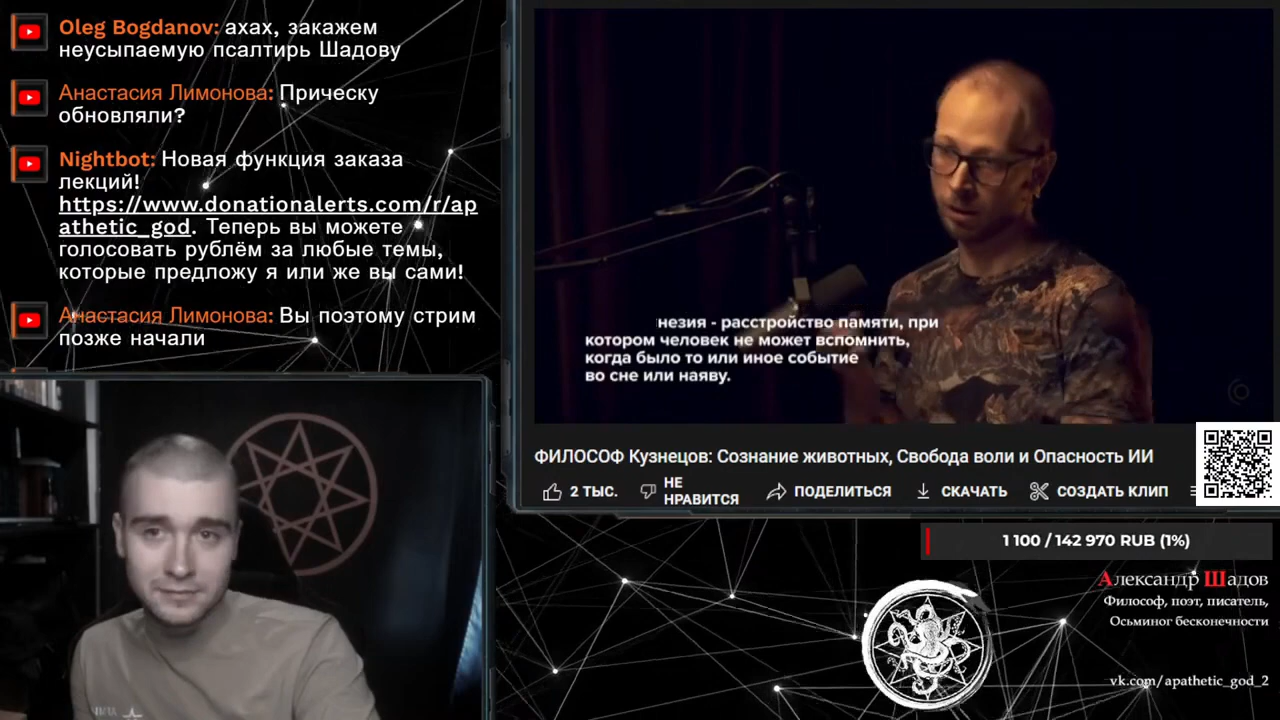 Oleg Bogdanov: ахах, закажем
неусыпаемую псалтирь Шадову
Анастасия Лимонова: Прическу
обновляли?
Nightbot: Новая функция заказа
лекций!
https://www.donationalerts.com/r/ap
athetic_god. Теперь вы можете
голосовать рублём за любые темы,
которые предложу я или же вы сами!
Анастасия Лимонова: Вы поэтому стрим
позже начали
незия - расстройство памяти, при
котором человек не может вспомнить,
когда было то или иное событие
во сне или наяву.
ФИЛОСОФ Кузнецов: Сознание животных, Свобода воли и Опасность ИИ
2 ТЫС.
НЕ
НРАВИТСЯ
ПОДЕЛИТЬСЯ
СКАЧАТЬ
СОЗДАТЬ КЛИП
1 100 / 142 970 RUB (1%)
Александр Шадов
Философ, поэт, писатель,
Осьминог бесконечности
vk.com/apathetic_god_2